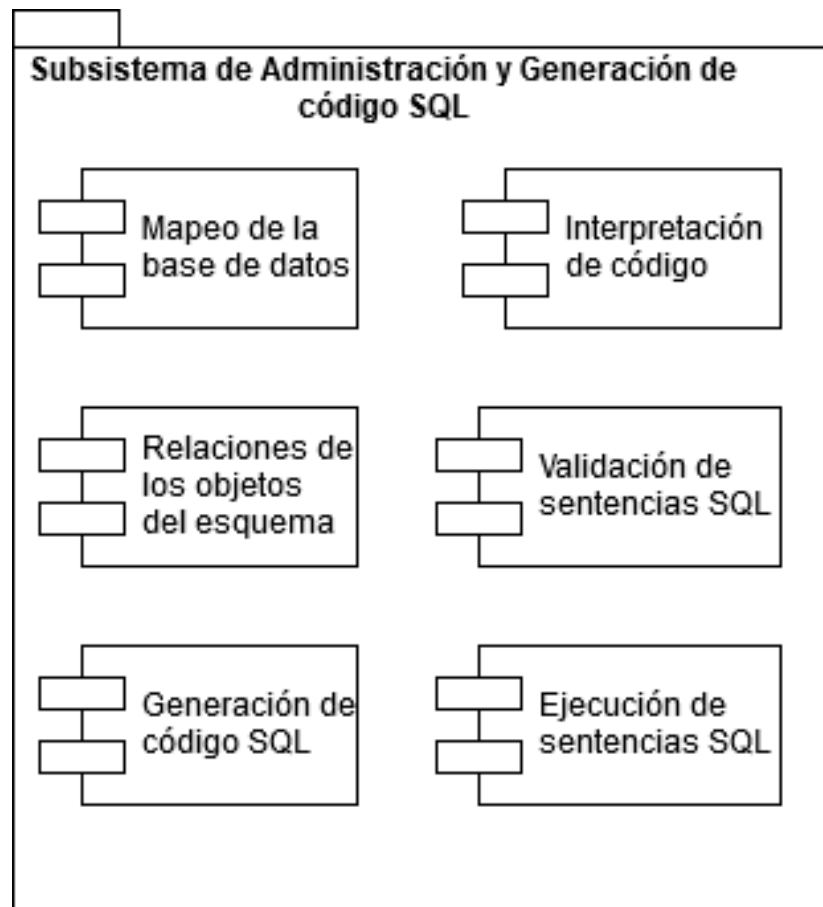 Subsistema de Administración y Generación de
código SQL
Mapeo de la
base de datos
Interpretación
de código
Relaciones de
los objetos
del esquema
Validación de
sentencias SQL
Generación de
código SQL
Ejecución de
sentencias SQL